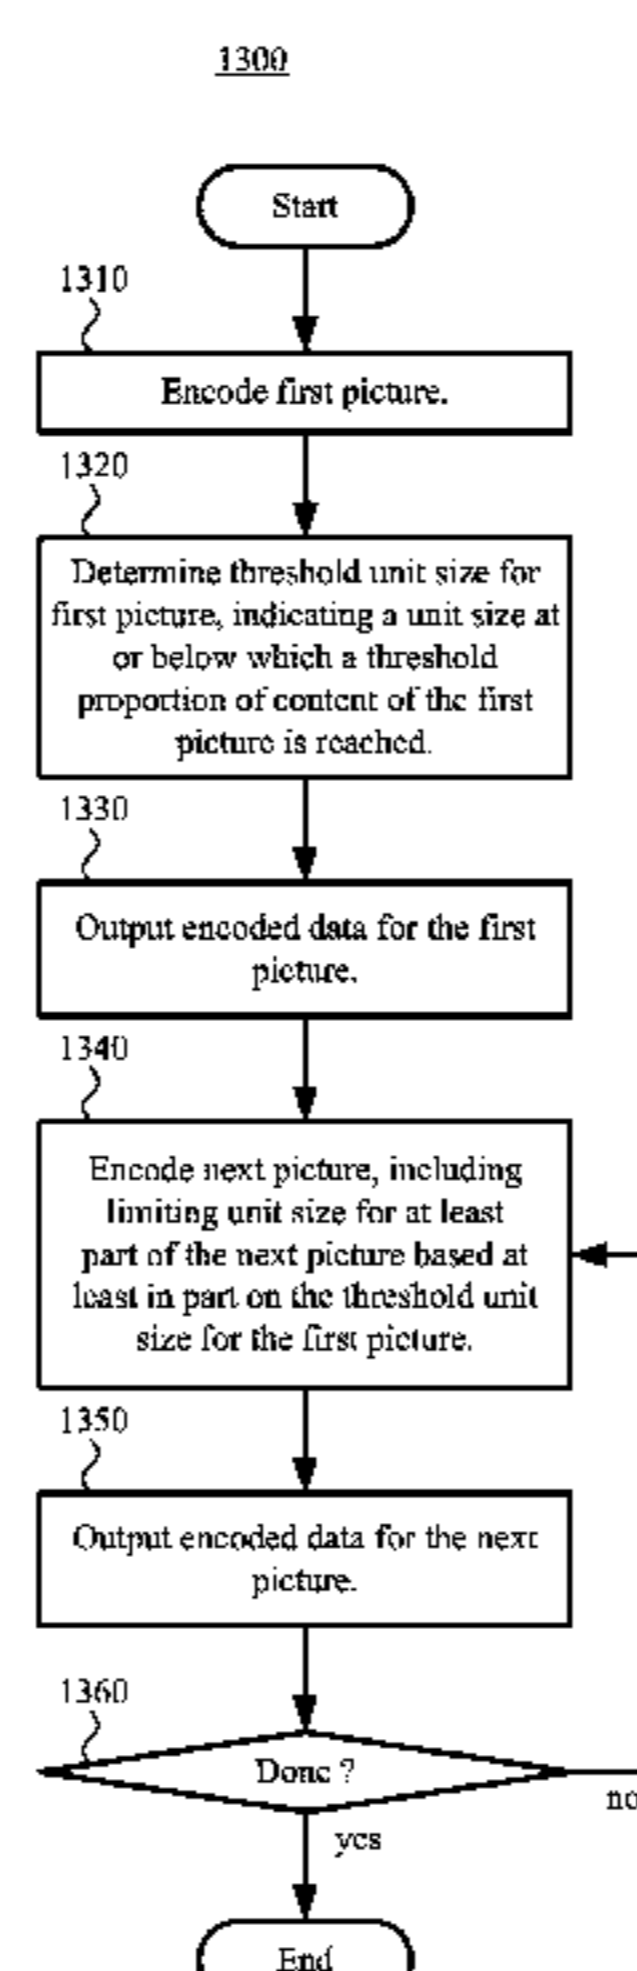 1300
Start
1310
Encode first picture.
1320
Determine threshold unit size for
first picture, indicating a unit size at
or below which a threshold
proportion of content of the first
picture is reached.
1330
Output encoded data for the first
picture.
1340
Encode next picture, including
limiting unit size for at least
part of the next picture based at
least in part on the threshold unit
size for the first picture.
1350
Output encoded data for the next
picture.
1360
Done ?
no
yes
End